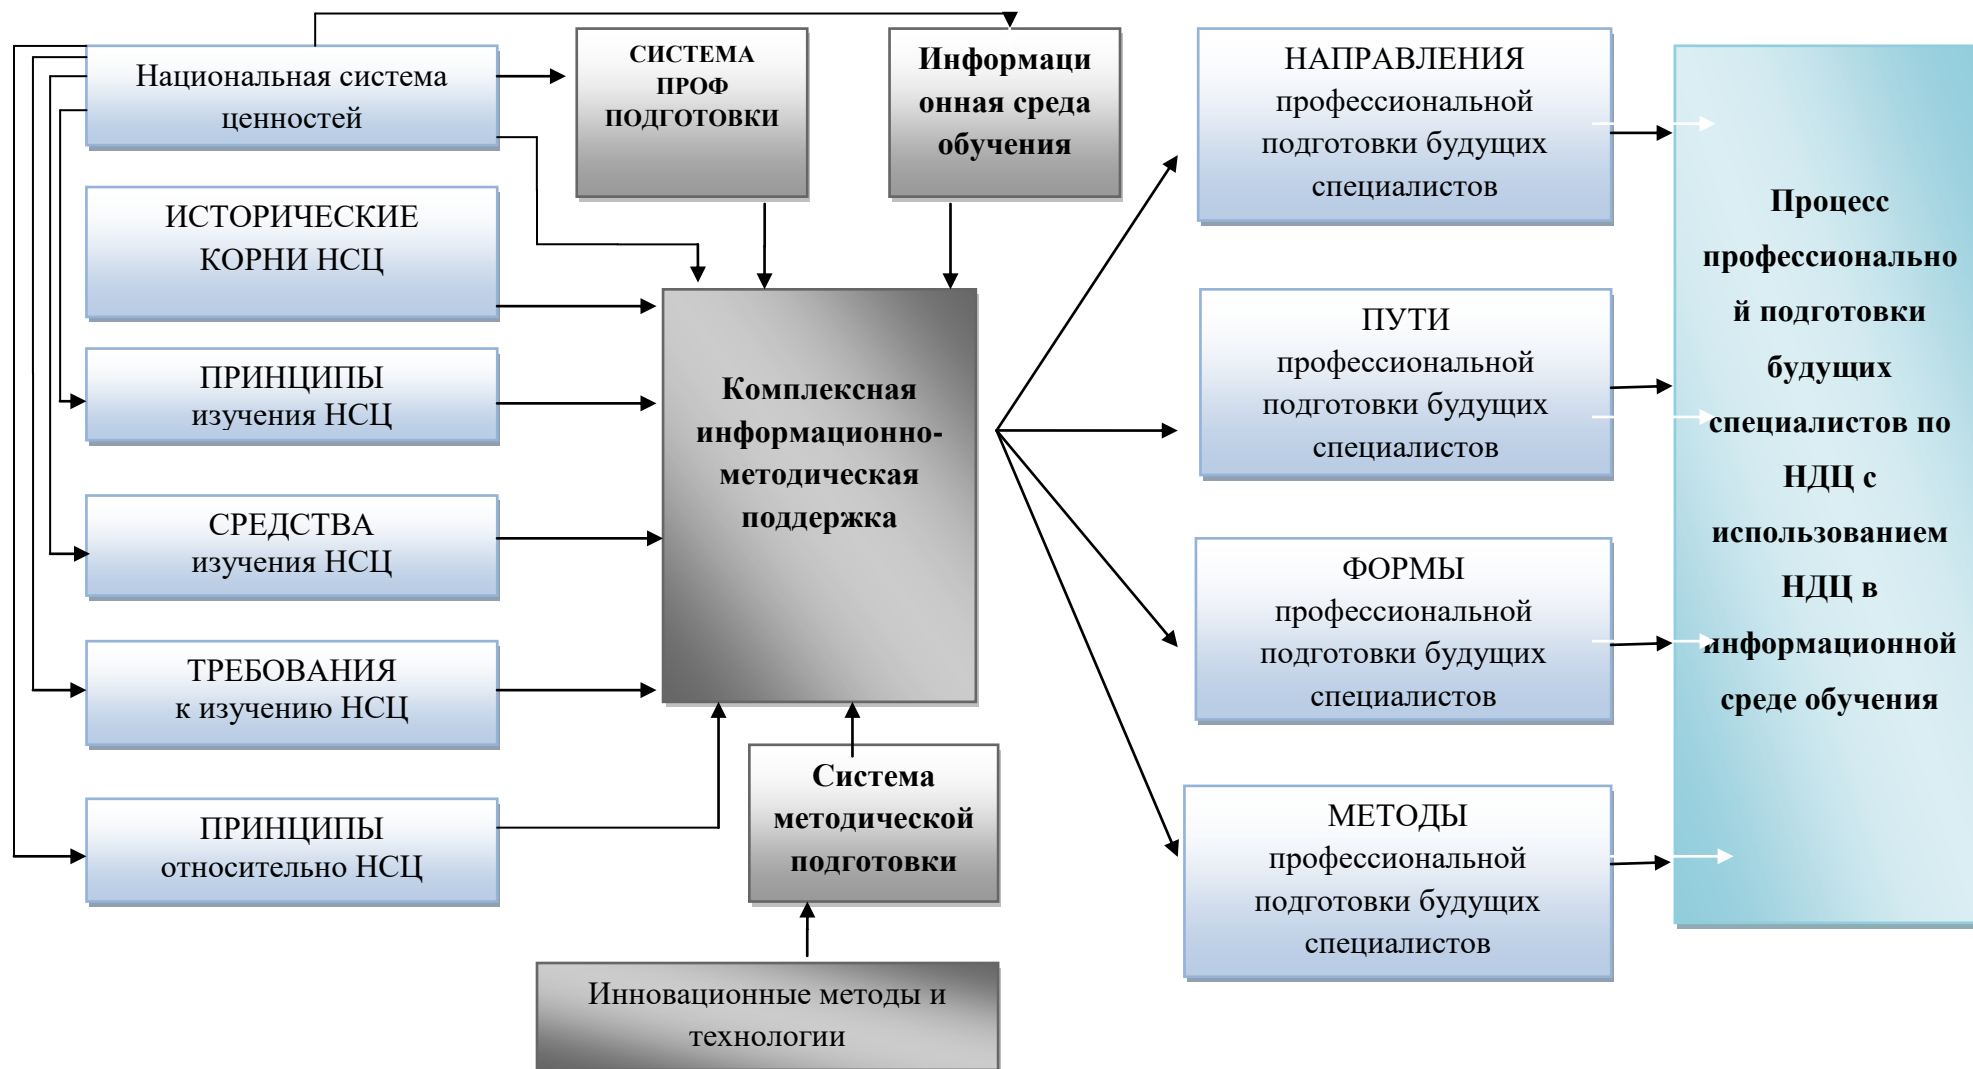 Национальная система
ценностей
СИСТЕМА
ПРОФ
ПОДГОТОВКИ
Информаци
онная среда
обучения
ИСТОРИЧЕСКИЕ
КОРНИ НСЦ
ПРИНЦИПЫ
изучения НСЦ
СРЕДСТВА
изучения НСЦ
ТРЕБОВАНИЯ
к изучению НСЦ
ПРИНЦИПЫ
относительно НСЦ
Комплексная
информационно-
методическая
поддержка
Система
методической
подготовки
Инновационные методы и
технологии
НАПРАВЛЕНИЯ
профессиональной
подготовки будущих
специалистов
ПУТИ
профессиональной
подготовки будущих
специалистов
ФОРМЫ
профессиональной
подготовки будущих
специалистов
МЕТОДЫ
профессиональной
подготовки будущих
специалистов
Процесс
профессионально
й подготовки
будущих
специалистов по
НДЦ с
использованием
НДЦ в
информационной
среде обучения